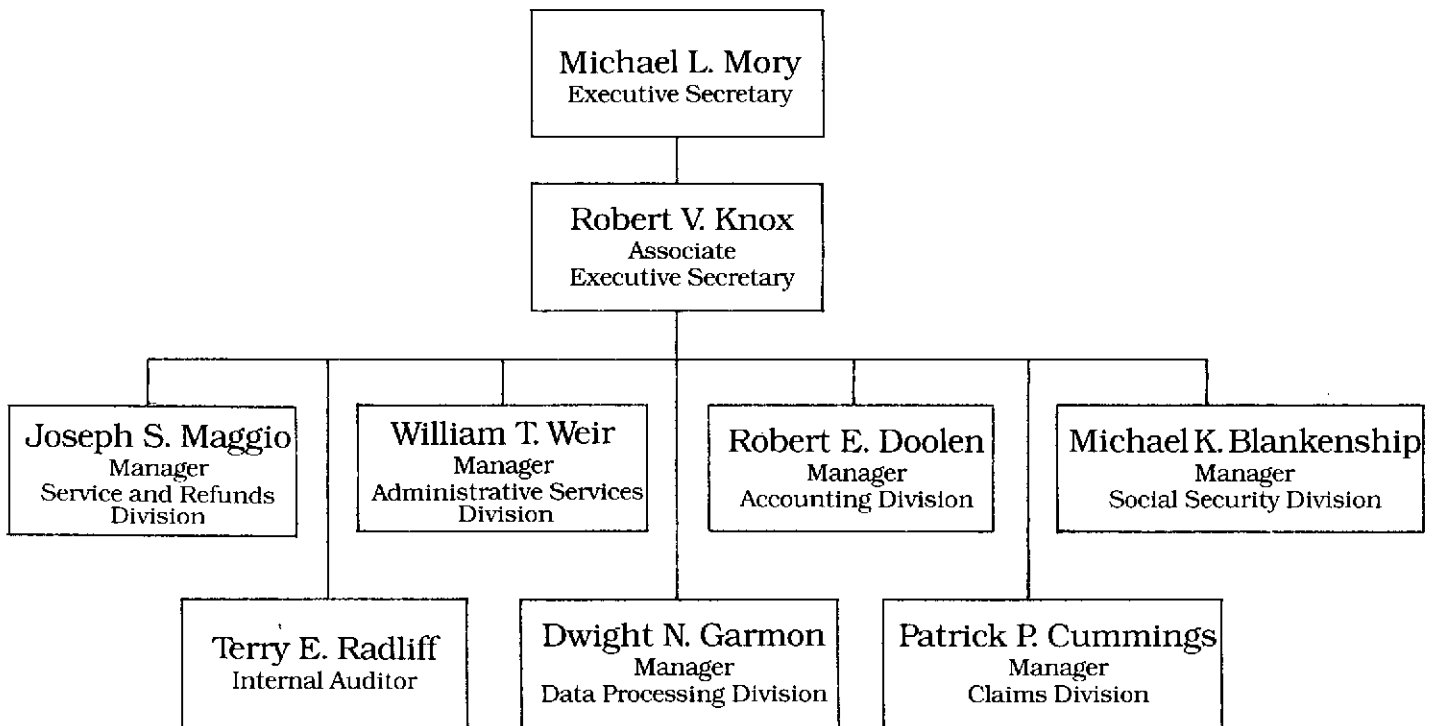 Michael L. Mory
Executive Secretary
Robert V. Knox
Associate
Executive Secretary
Joseph S. Maggio
Manager
Service and Refunds
Division
William T. Weir
Manager
Administrative Services
Division
Robert E. Doolen
Manager
Accounting Division
Michael K. Blankenship
Manager
Social Security Division
Terry E. Radliff
Internal Auditor
Dwight N. Garmon
Manager
Data Processing Division
Patrick P. Cummings
Manager
Claims Division